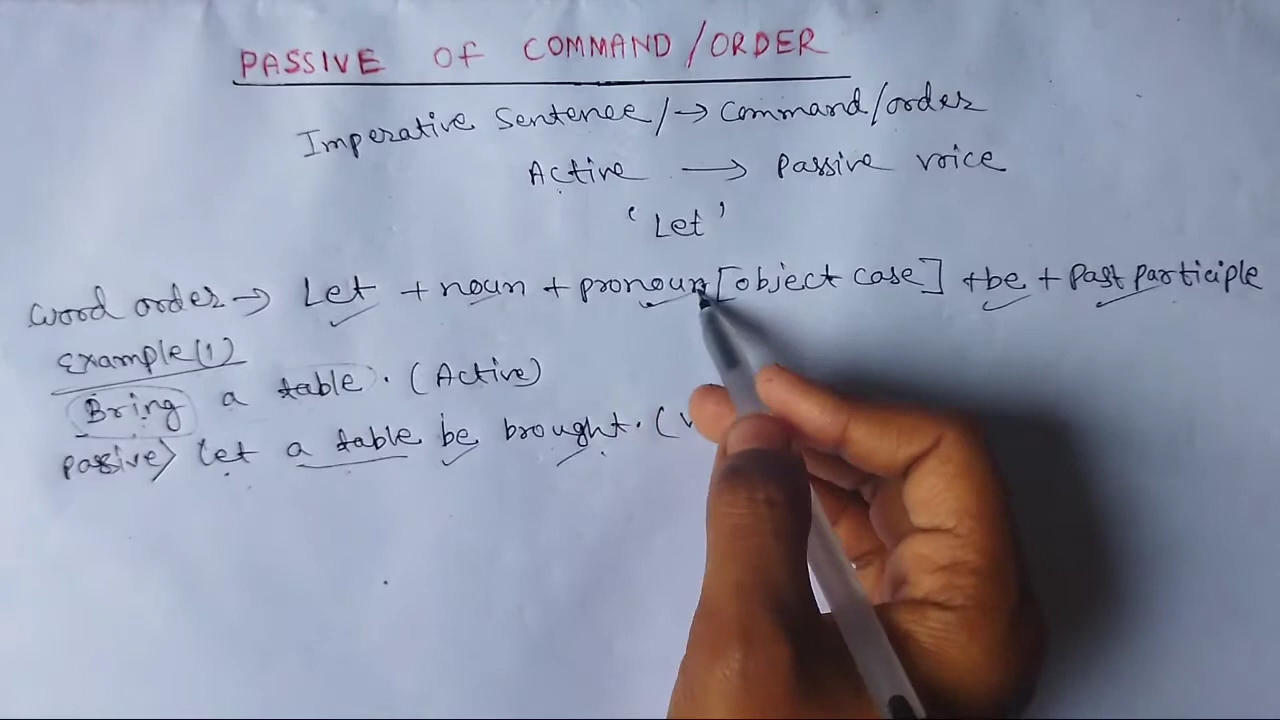 PASSIVE Of COMMAND/ORDER
Imperative Sentence/→ Command/order
Active → Passive voice
'Let'
Word order → Let + noun + pronoun [object case] + be + Past participle
Example(1)
Bring a table. (Active)
Passive> Let a table be brought. (